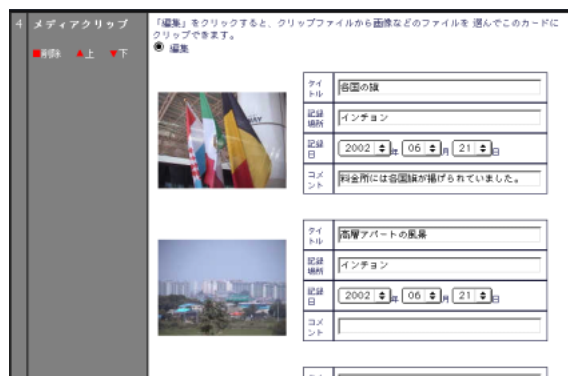 4 メディアクリップ
■削除 ▲上 ▼下
「編集」をクリックすると、クリップファイルから画像などのファイルを 選んでこのカードに
クリップできます。
編集
タイトル 各国の旗
記録場所 インチョン
記録日 2002 年 06 月 21 日
コメント 料金所には各国旗が掲げられていました。
タイトル 高層アパートの風景
記録場所 インチョン
記録日 2002 年 06 月 21 日
コメント